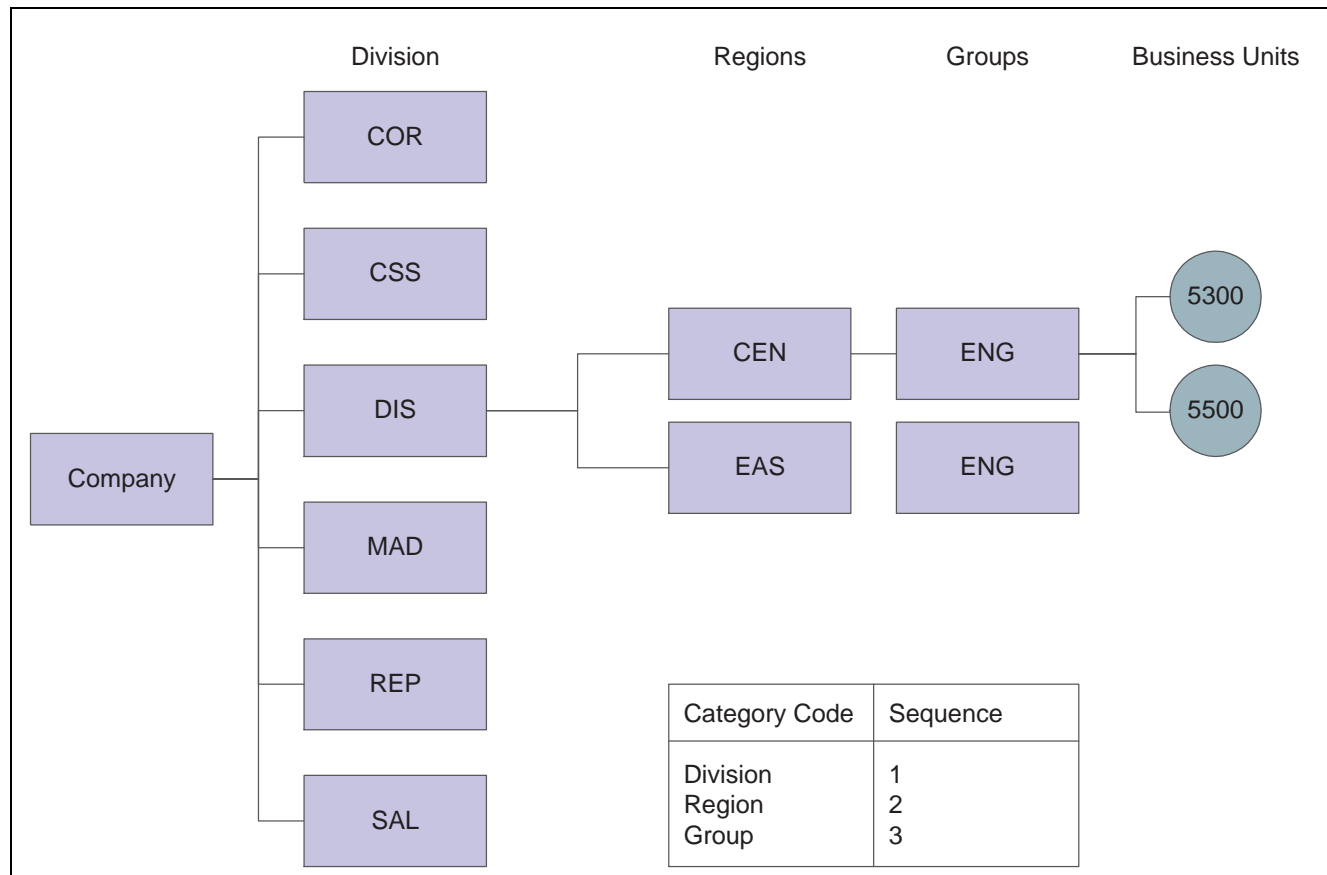 Division Regions Groups Business Units
COR
CSS
5300
CEN ENG
DIS 5500
EAS ENG
Company
MAD
REP
Category Code Sequence
Division 1
Region 2
Group 3
SAL